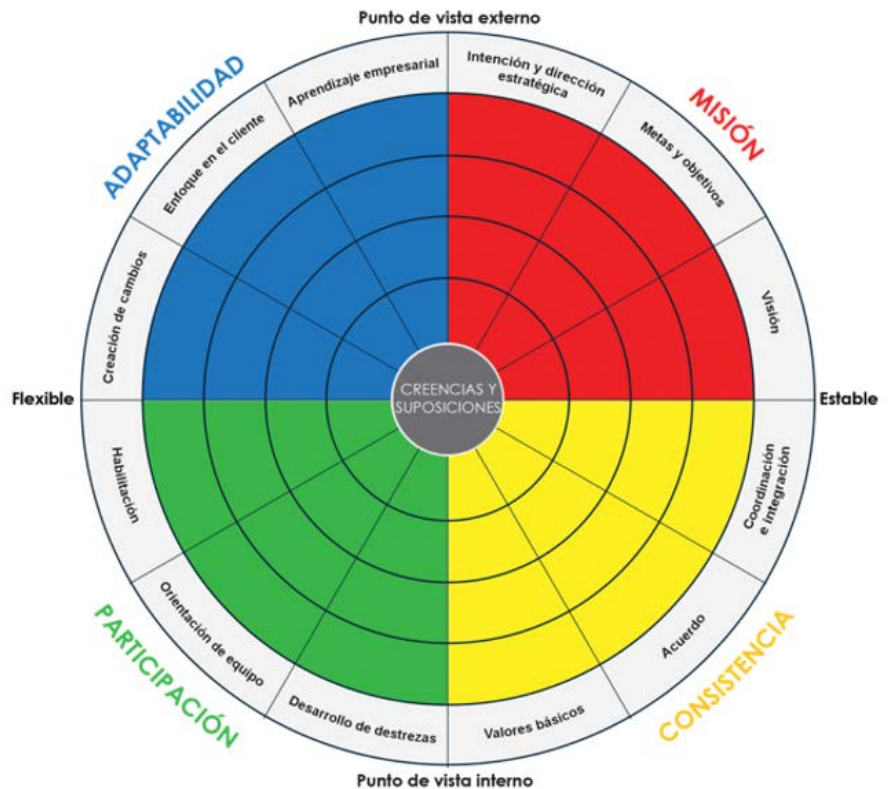 Punto de vista externo
ADAPTABILIDAD
MISIÓN
Aprendizaje empresarial
Intención y dirección
estratégica
Enfoque en el cliente
Metas y objetivos
Creación de cambios
Visión
Flexible
CREENCIAS Y
SUPOSICIONES
Estable
Habilitación
Coordinación
e integración
Orientación de equipo
Acuerdo
Desarrollo de destrezas
Valores básicos
PARTICIPACIÓN
CONSISTENCIA
Punto de vista interno